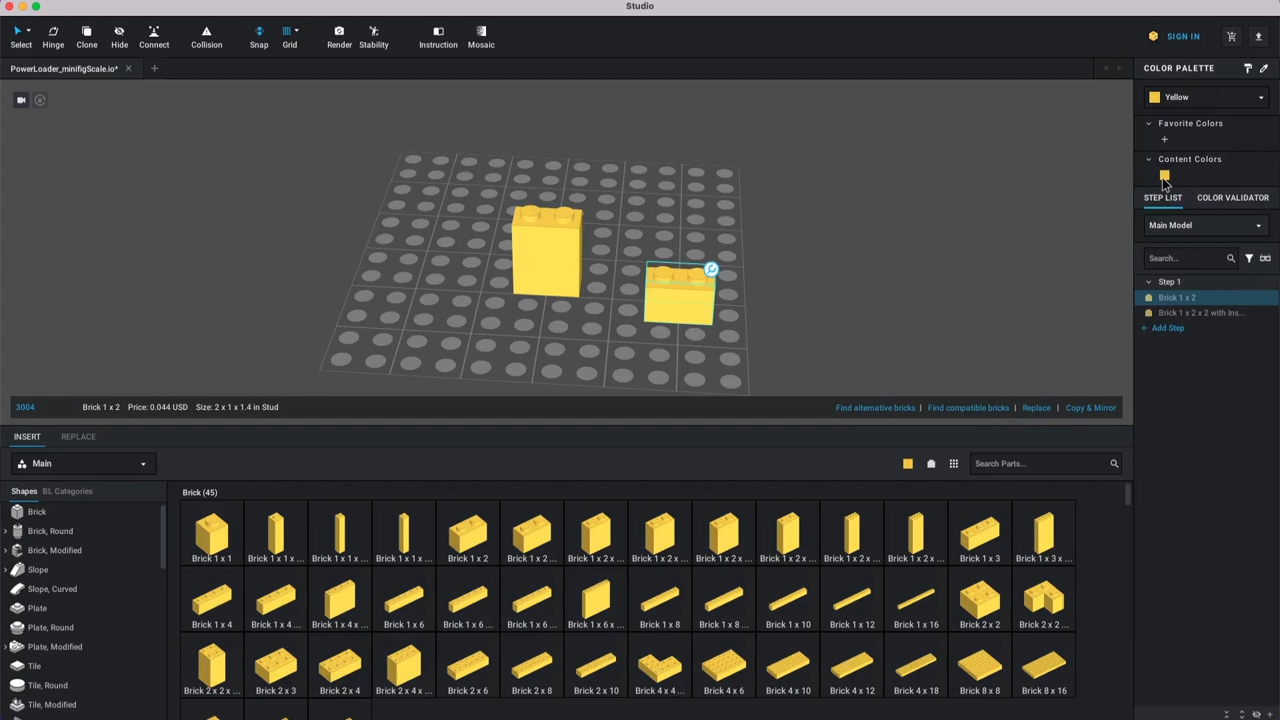 Studio
Select Hinge Clone Hide Connect Collision Snap Grid Render Stability Instruction Mosaic SIGN IN
PowerLoader_minifigScale.io*
COLOR PALETTE
Yellow
Favorite Colors
Content Colors
STEP LIST COLOR VALIDATOR
Main Model
Search...
Step 1
Brick 1 x 2
Brick 1 x 2 x 2 with Ins...
+ Add Step
3004 Brick 1 x 2 Price: 0.044 USD Size: 2 x 1 x 1.4 in Stud Find alternative bricks | Find compatible bricks | Replace | Copy & Mirror
INSERT REPLACE
Main
Search Parts...
Shapes BL Categories
Brick
Brick, Round
Brick, Modified
Slope
Slope, Curved
Plate
Plate, Round
Plate, Modified
Tile
Tile, Round
Tile, Modified
Brick (45)
Brick 1 x 1 Brick 1 x 1 x ... Brick 1 x 1 x ... Brick 1 x 1 x ... Brick 1 x 2 Brick 1 x 2 ... Brick 1 x 2 x ... Brick 1 x 2 x ... Brick 1 x 2 x ... Brick 1 x 2 x ... Brick 1 x 2 x ... Brick 1 x 2 x ... Brick 1 x 3 Brick 1 x 3 x ...
Brick 1 x 4 Brick 1 x 4 ... Brick 1 x 4 x ... Brick 1 x 6 Brick 1 x 6 ... Brick 1 x 6 ... Brick 1 x 6 x ... Brick 1 x 8 Brick 1 x 8 ... Brick 1 x 10 Brick 1 x 12 Brick 1 x 16 Brick 2 x 2 Brick 2 x 2 ...
Brick 2 x 2 x ... Brick 2 x 3 Brick 2 x 4 Brick 2 x 4 x ... Brick 2 x 6 Brick 2 x 8 Brick 2 x 10 Brick 4 x 4 ... Brick 4 x 6 Brick 4 x 10 Brick 4 x 12 Brick 4 x 18 Brick 8 x 8 Brick 8 x 16